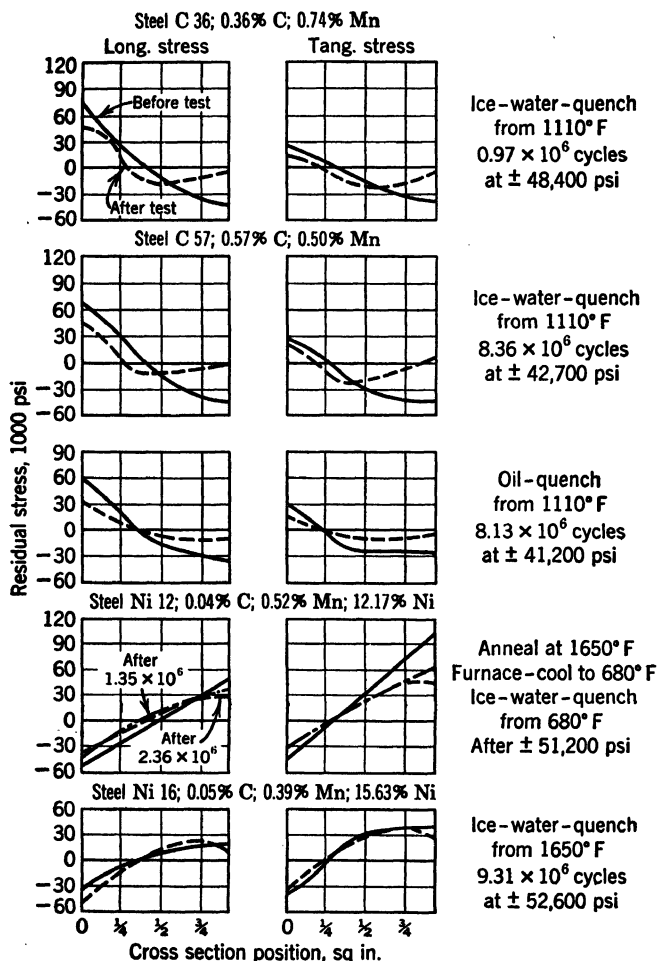 Steel C 36; 0.36% C; 0.74% Mn
Long. stress
Tang. stress
120
90
60
30
0
−30
−60
Before test
After test
Ice-water-quench
from 1110° F
0.97 × 10⁶ cycles
at ± 48,400 psi
Steel C 57; 0.57% C; 0.50% Mn
120
90
60
30
0
−30
−60
Ice-water-quench
from 1110° F
8.36 × 10⁶ cycles
at ± 42,700 psi
Residual stress, 1000 psi
90
60
30
0
−30
−60
Oil-quench
from 1110° F
8.13 × 10⁶ cycles
at ± 41,200 psi
Steel Ni 12; 0.04% C; 0.52% Mn; 12.17% Ni
120
90
60
30
0
−30
−60
After
1.35 × 10⁶
After
2.36 × 10⁶
Anneal at 1650° F
Furnace-cool to 680° F
Ice-water-quench
from 680° F
After ± 51,200 psi
Steel Ni 16; 0.05% C; 0.39% Mn; 15.63% Ni
60
30
0
−30
−60
Ice-water-quench
from 1650° F
9.31 × 10⁶ cycles
at ± 52,600 psi
0 ¼ ½ ¾ 0 ¼ ½ ¾
Cross section position, sq in.